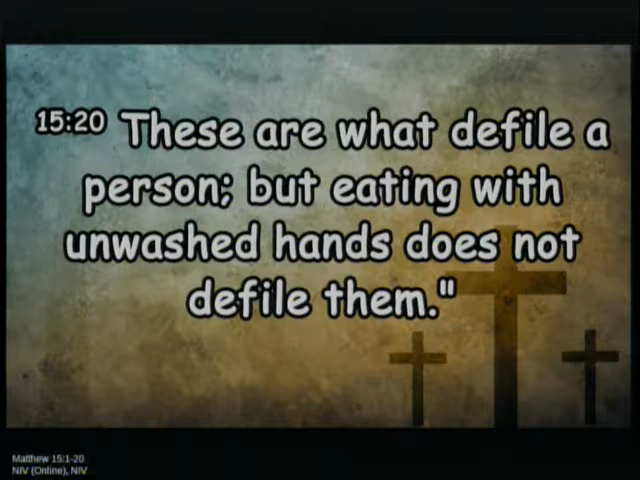 15:20 These are what defile a
person; but eating with
unwashed hands does not
defile them."
Matthew 15:1-20
NIV (Online), NIV